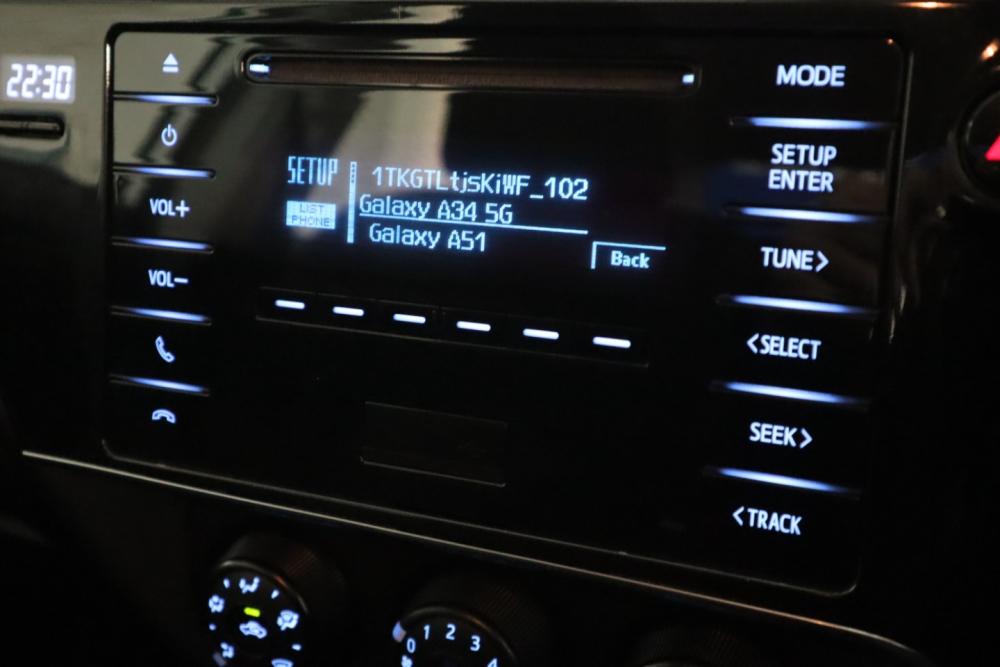 22:30
MODE
SETUP
ENTER
TUNE>
<SELECT
SEEK>
<TRACK
VOL+
VOL-
SETUP
LIST
PHONE
1TKGTLtjsKiWF_102
Galaxy A34 5G
Galaxy A51
Back
0 1 2 3 4